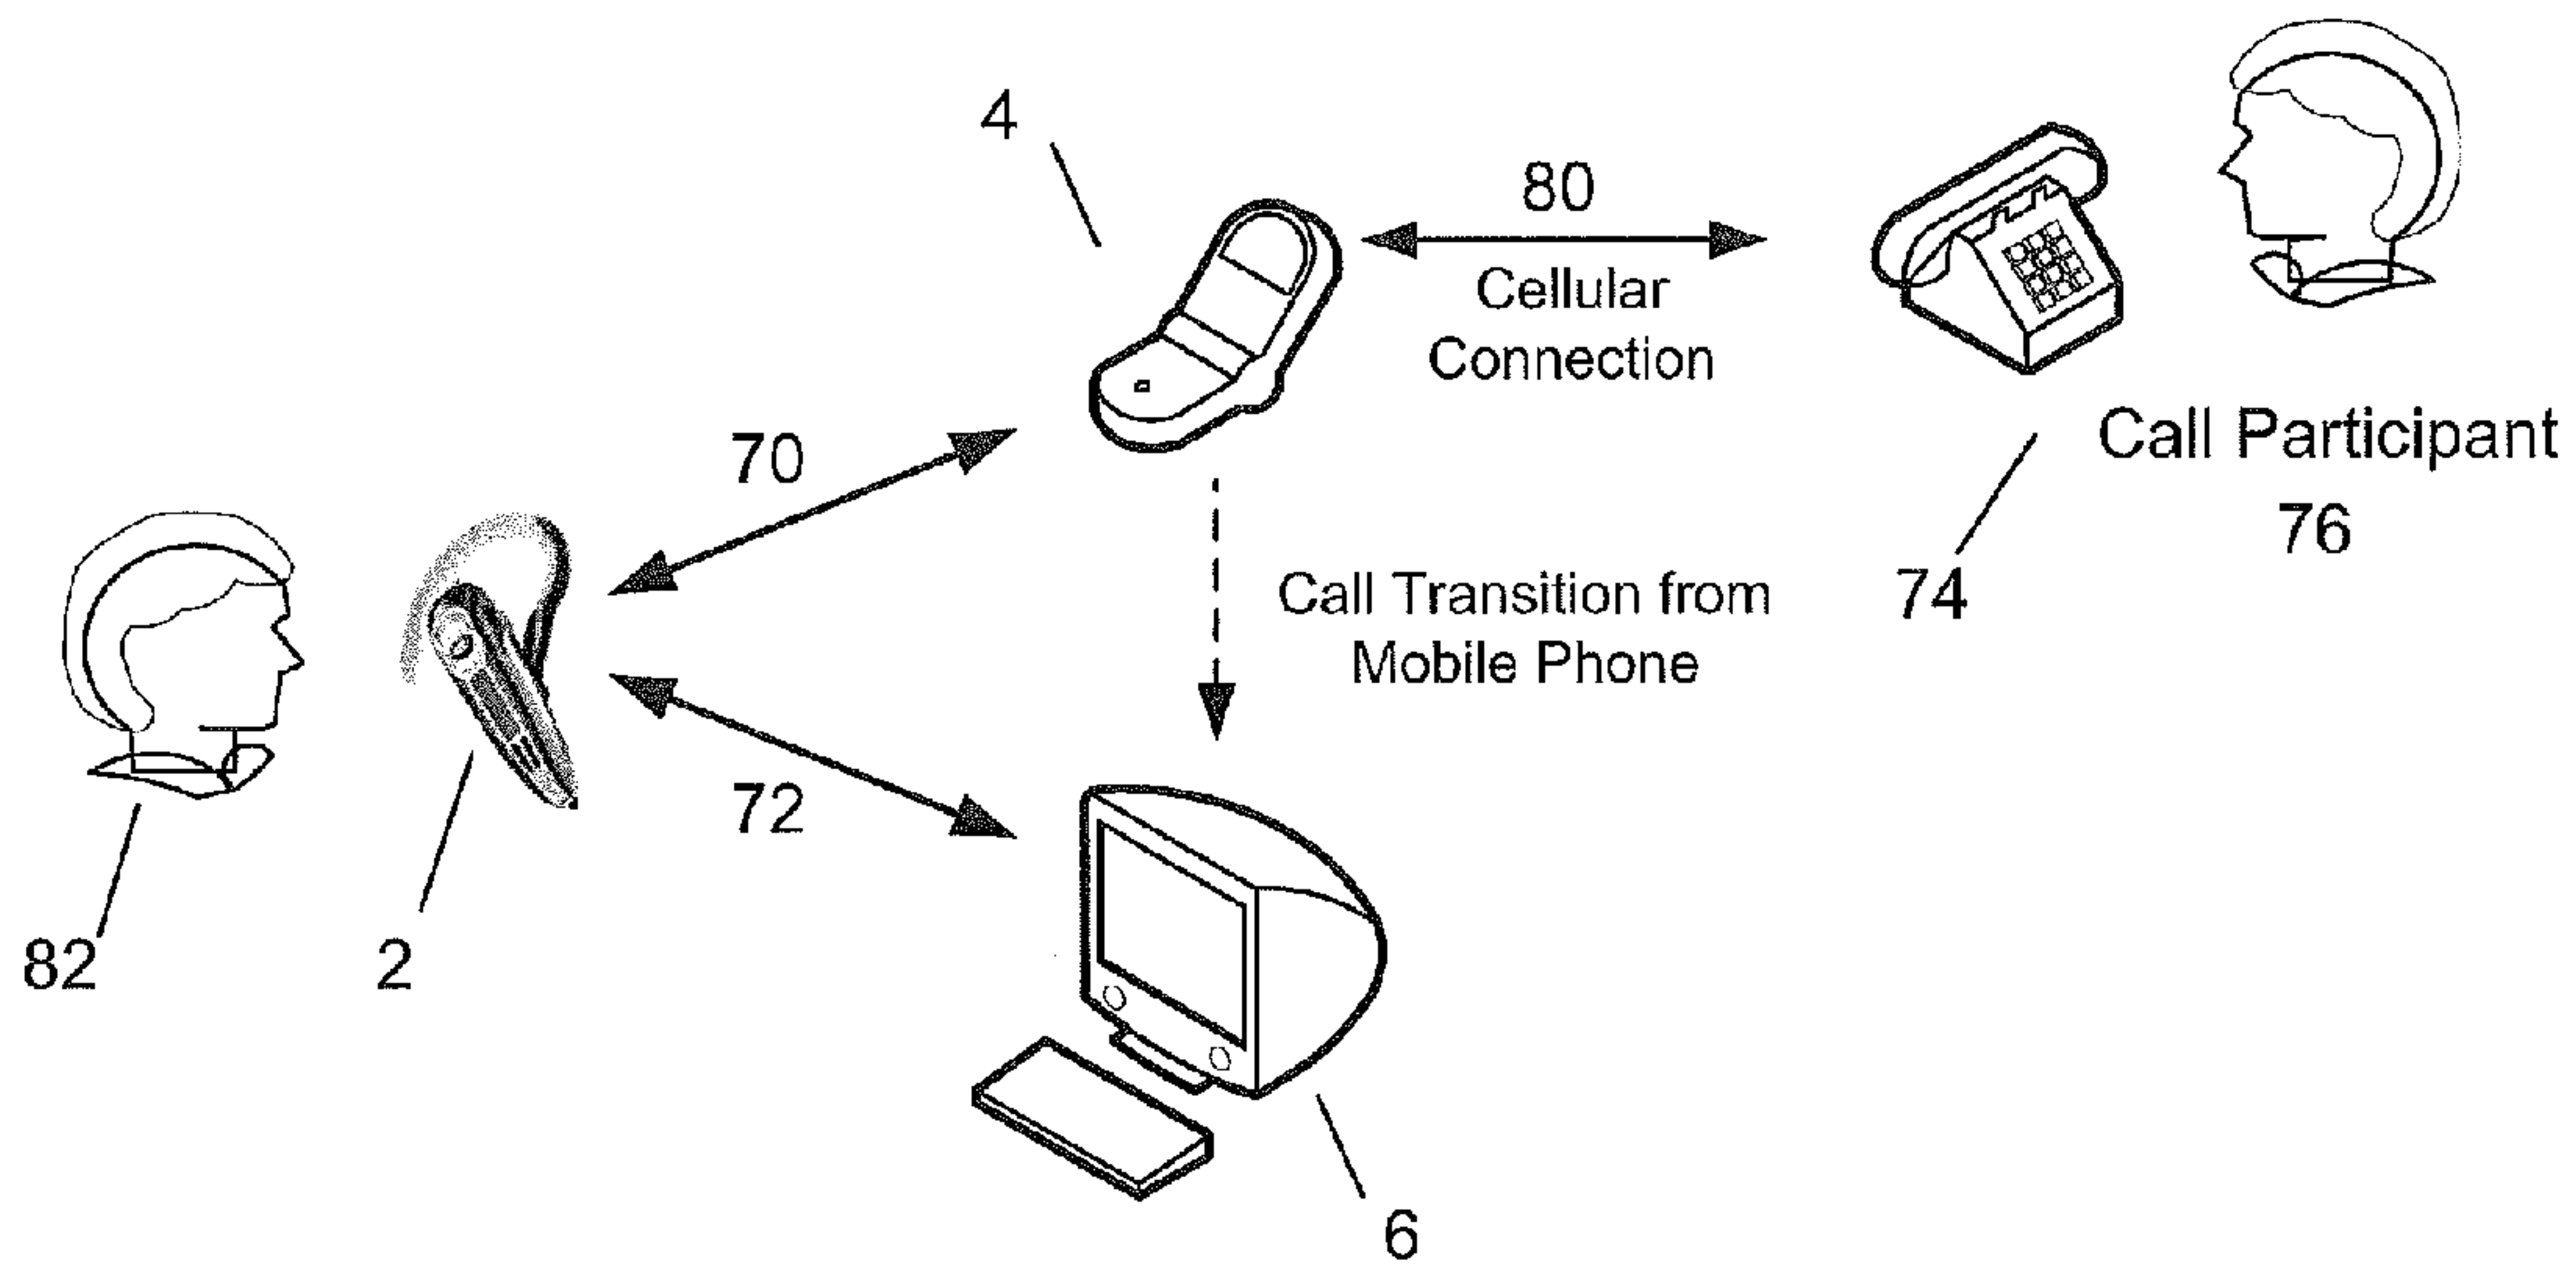 4
80
Cellular
Connection
Call Participant
76
74
70
Call Transition from
Mobile Phone
72
82
2
6